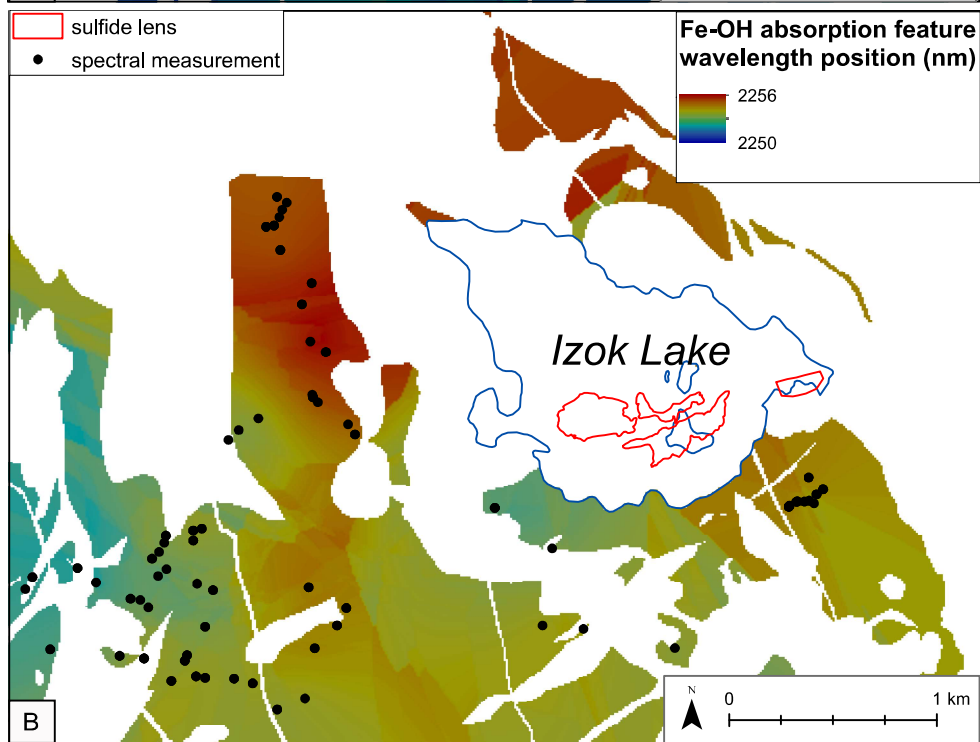 sulfide lens
spectral measurement
Fe-OH absorption feature
wavelength position (nm)
2256
2250
Izok Lake
B
N
0 1 km